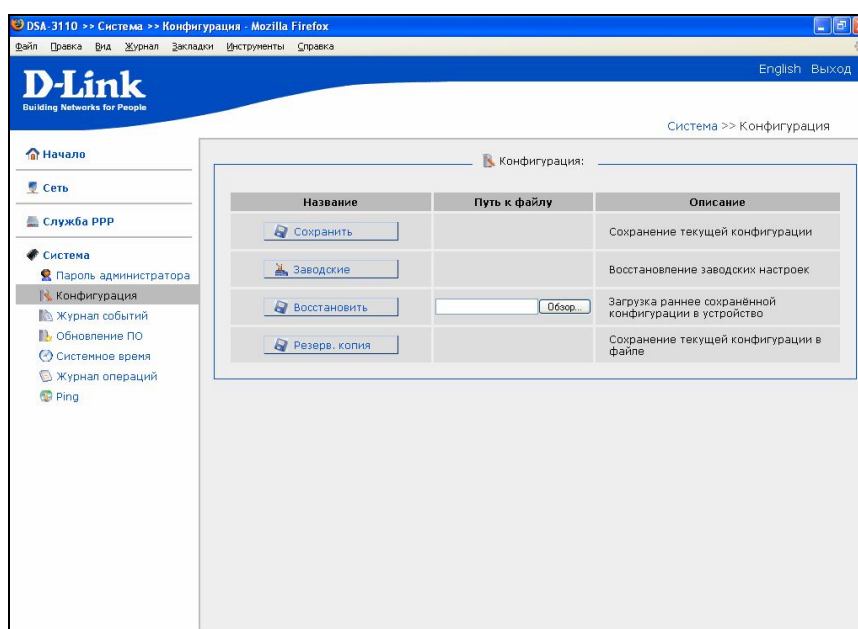 DSA-3110 >> Система >> Конфигурация - Mozilla Firefox
Файл Правка Вид Журнал Закладки Инструменты Справка
D-Link
Building Networks for People
English Выход
Система >> Конфигурация
Начало
Сеть
Служба PPP
Система
Пароль администратора
Конфигурация
Журнал событий
Обновление ПО
Системное время
Журнал операций
Ping
Конфигурация:
Название Путь к файлу Описание
Сохранить Сохранение текущей конфигурации
Заводские Восстановление заводских настроек
Восстановить Обзор... Загрузка раннее сохранённой
конфигурации в устройство
Резерв. копия Сохранение текущей конфигурации в
файле